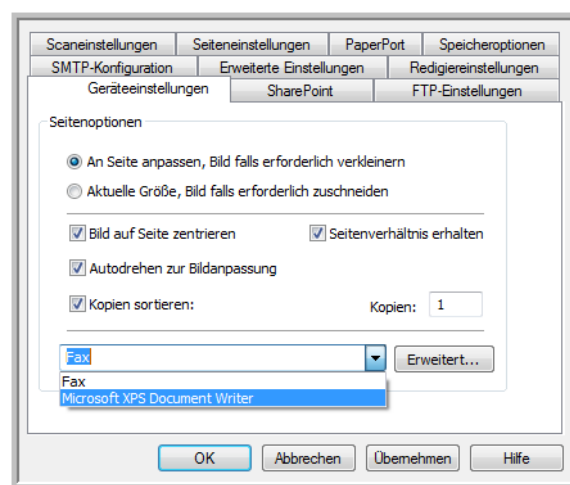 Scaneinstellungen Seiteneinstellungen PaperPort Speicheroptionen
SMTP-Konfiguration Erweiterte Einstellungen Redigiereinstellungen
Geräteeinstellungen SharePoint FTP-Einstellungen
Seitenoptionen
An Seite anpassen, Bild falls erforderlich verkleinern
Aktuelle Größe, Bild falls erforderlich zuschneiden
Bild auf Seite zentrieren Seitenverhältnis erhalten
Autodrehen zur Bildanpassung
Kopien sortieren: Kopien: 1
Fax Erweitert...
Fax
Microsoft XPS Document Writer
OK Abbrechen Übernehmen Hilfe